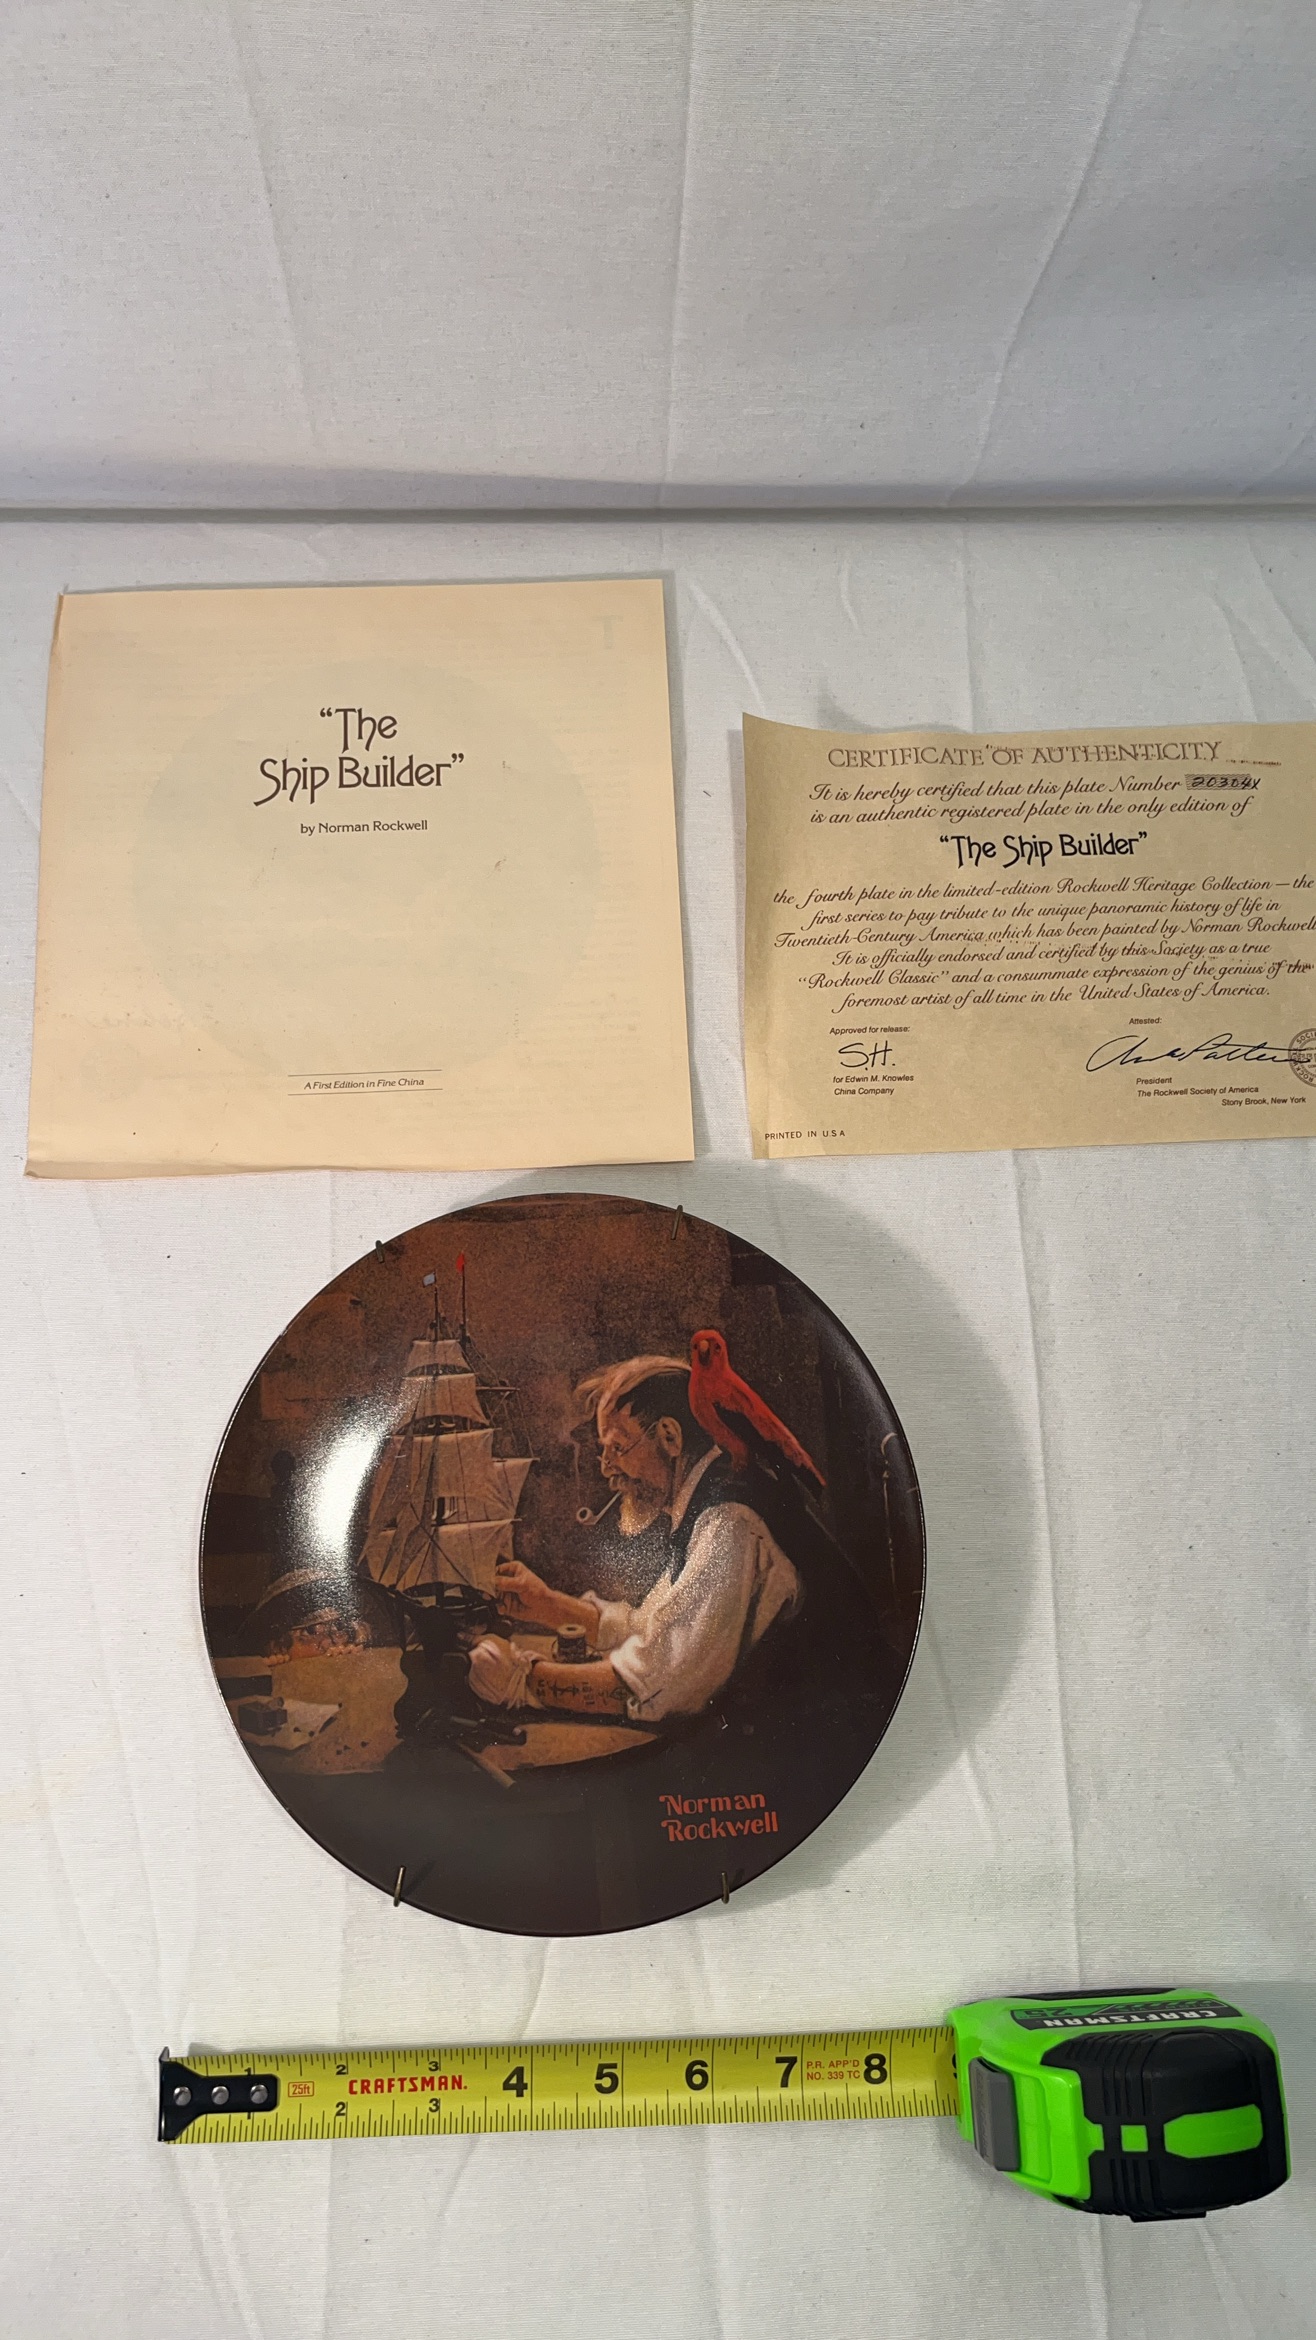 “The
Ship Builder”
by Norman Rockwell
A First Edition in Fine China
CERTIFICATE OF AUTHENTICITY
It is hereby certified that this plate Number 20304X
is an authentic registered plate in the only edition of
“The Ship Builder”
the fourth plate in the limited-edition Rockwell Heritage Collection — the
first series to pay tribute to the unique panoramic history of life in
Twentieth-Century America which has been painted by Norman Rockwell
It is officially endorsed and certified by this Society as a true
“Rockwell Classic” and a consummate expression of the genius of the
foremost artist of all time in the United States of America.
Approved for release:
S.H.
for Edwin M. Knowles
China Company
Attested:
President
The Rockwell Society of America
Stony Brook, New York
PRINTED IN U.S.A
Norman
Rockwell
1 2 3 4 5 6 7 8
25ft CRAFTSMAN.
P.R. APP'D
NO. 339 TC
1 2 3
CRAFTSMAN
25